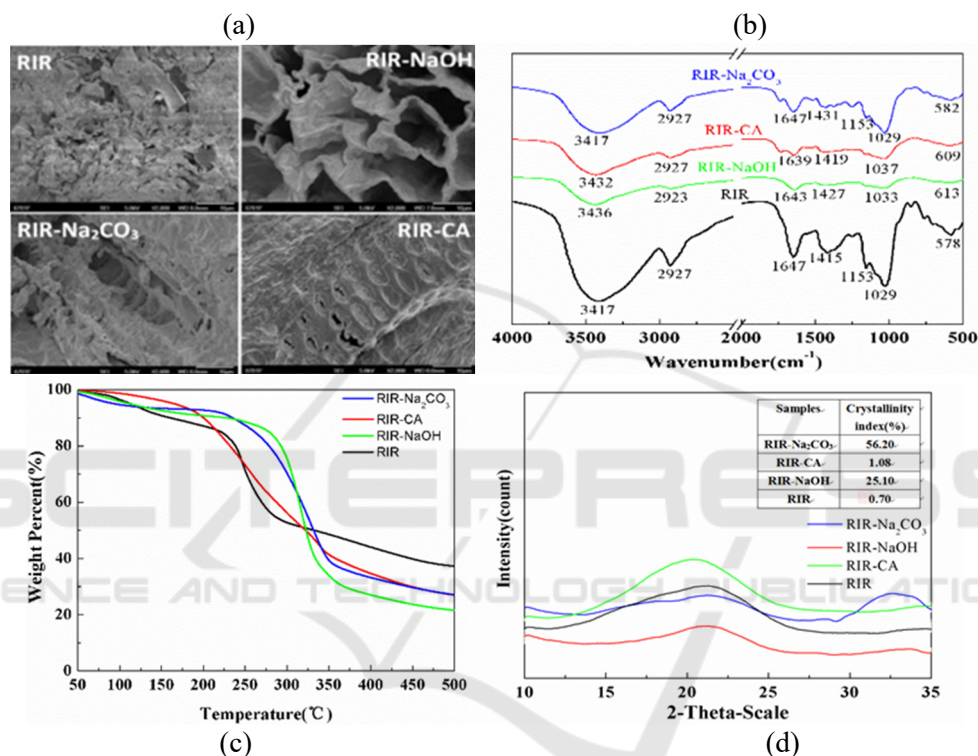 (a)
(b)
RIR
RIR-NaOH
RIR-Na₂CO₃
RIR-CA
RIR-Na₂CO₃
3417
2927
1647
1431
1153
1029
582
RIR-CA
3432
2927
1639
1419
1037
609
RIR-NaOH
3436
2923
1643
1427
1033
613
RIR
3417
2927
1647
1415
1153
1029
578
4000 3500 3000 2000 1500 1000 500
Wavenumber(cm⁻¹)
100
80
60
40
20
0
Weight Percent(%)
RIR-Na₂CO₃
RIR-CA
RIR-NaOH
RIR
50 100 150 200 250 300 350 400 450 500
Temperature(℃)
Intensity(count)
Samples Crystallinity
index(%)
RIR-Na₂CO₃ 56.20
RIR-CA 1.08
RIR-NaOH 25.10
RIR 0.70
RIR-Na₂CO₃
RIR-NaOH
RIR-CA
RIR
10 15 20 25 30 35
2-Theta-Scale
(c)
(d)
SCITEPRESS
SCIENCE AND TECHNOLOGY PUBLICATIONS